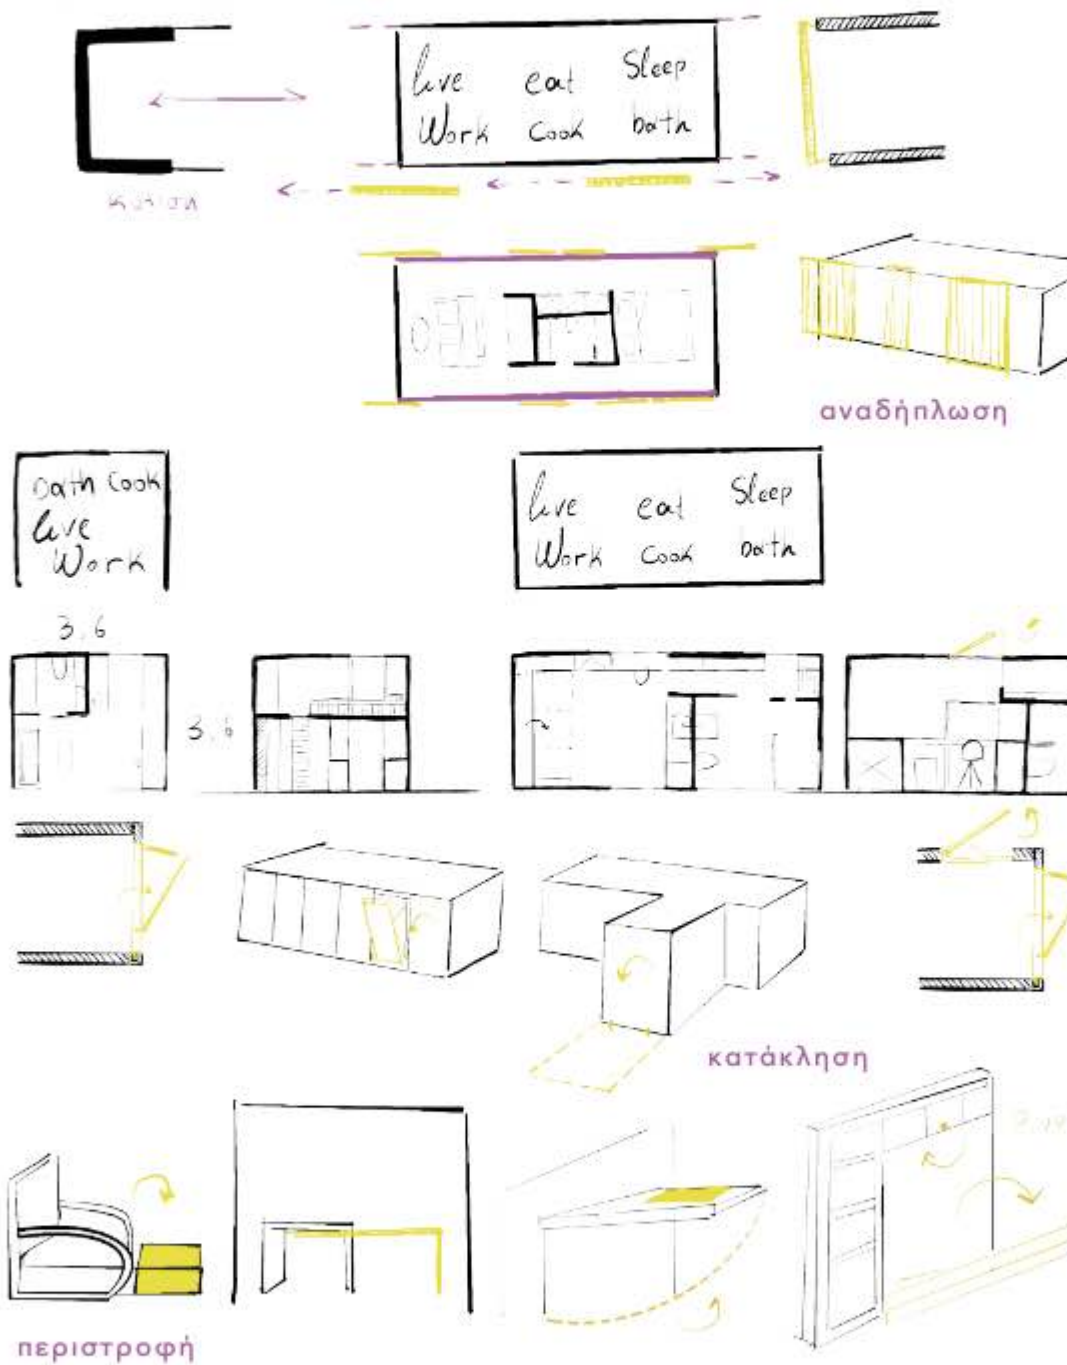 live eat Sleep
Work Cook bath
αναδήπλωση
bath Cook
live
Work
live eat Sleep
Work Cook bath
3.6
3.6
κατάκληση
περιστροφή